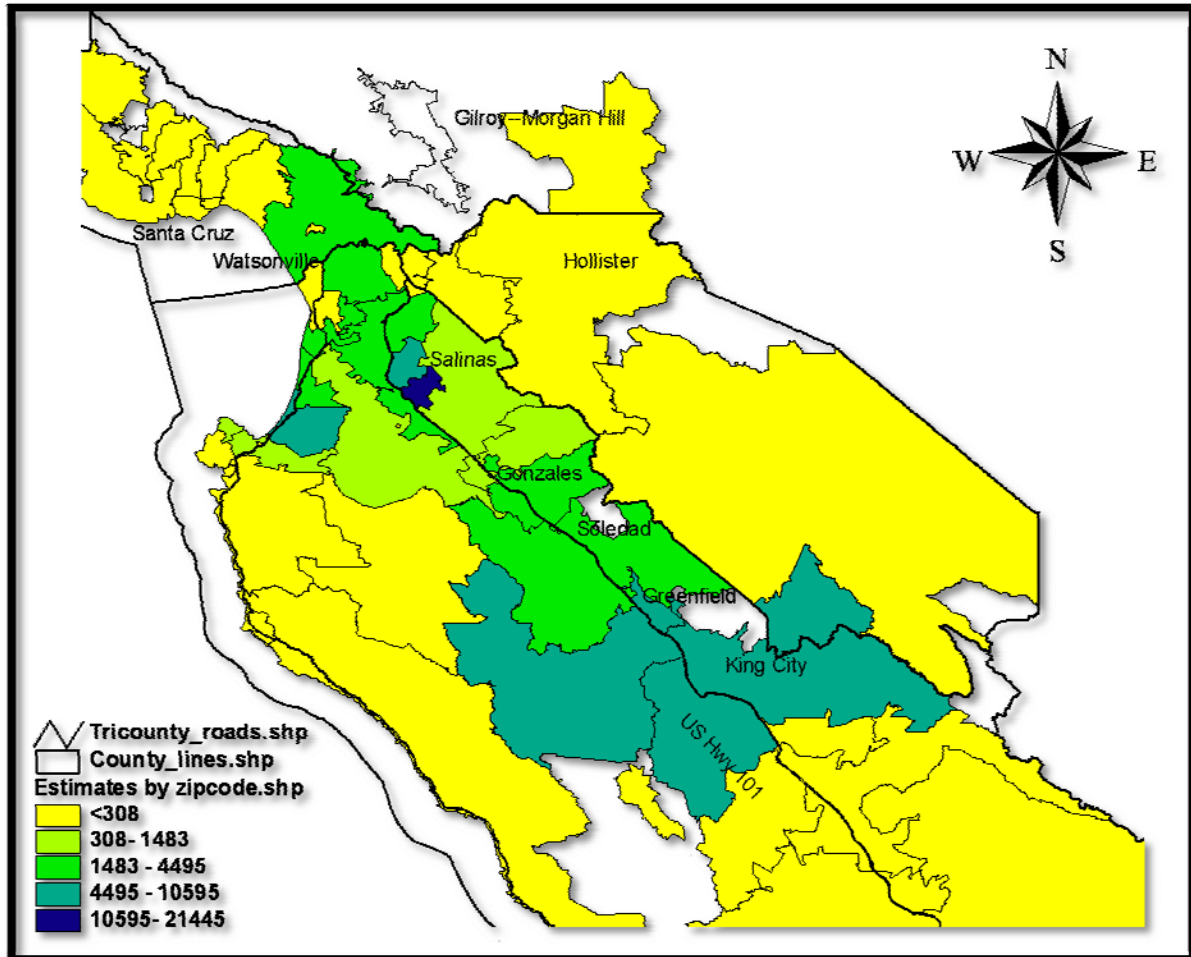 N
Gilroy-Morgan Hill
W
E
S
Santa Cruz
Watsonville
Hollister
Salinas
Gonzales
Soledad
Greenfield
King City
US Hwy 101
Tricounty_roads.shp
County_lines.shp
Estimates by zipcode.shp
<308
308- 1483
1483 - 4495
4495 - 10595
10595- 21445